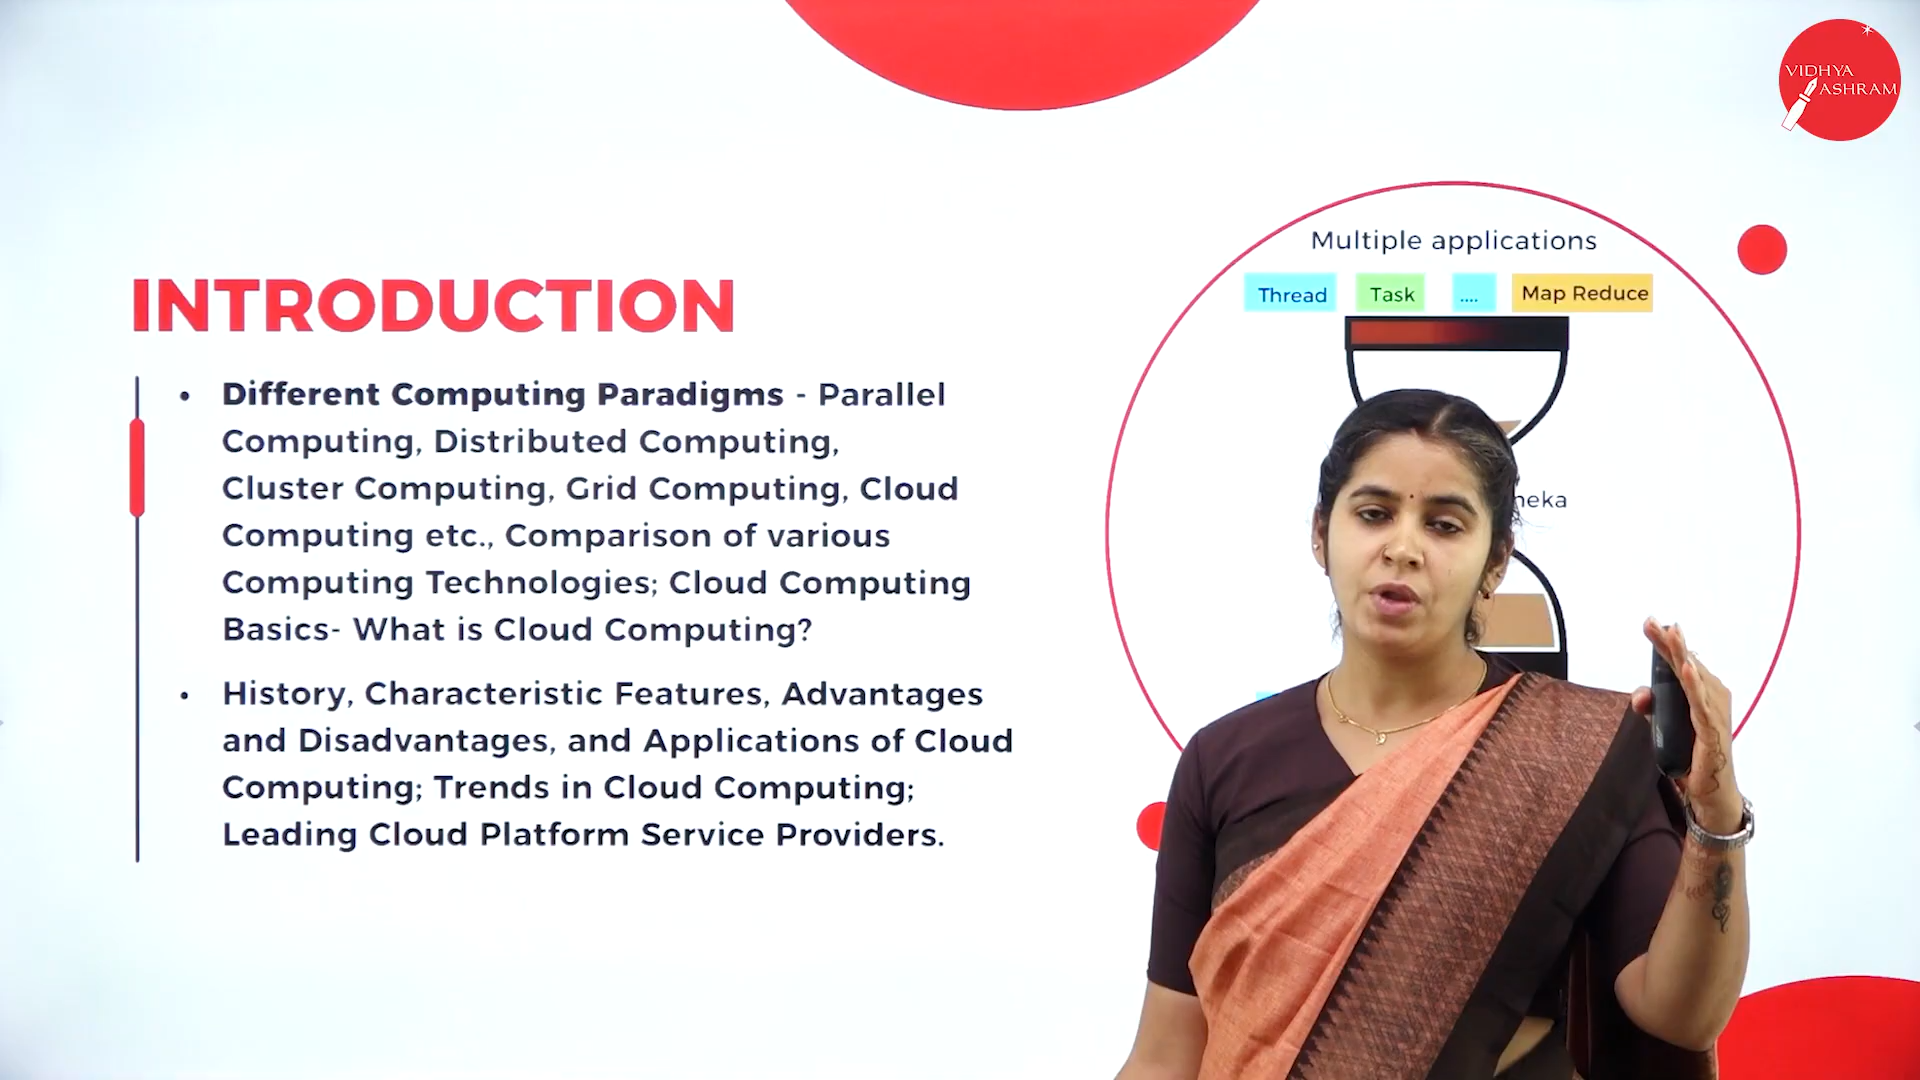 VIDHYA
ASHRAM
Multiple applications
Thread Task .... Map Reduce
INTRODUCTION
• Different Computing Paradigms - Parallel
Computing, Distributed Computing,
Cluster Computing, Grid Computing, Cloud
Computing etc., Comparison of various
Computing Technologies; Cloud Computing
Basics- What is Cloud Computing?
• History, Characteristic Features, Advantages
and Disadvantages, and Applications of Cloud
Computing; Trends in Cloud Computing;
Leading Cloud Platform Service Providers.